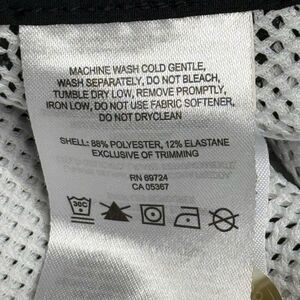 MACHINE WASH COLD GENTLE,
WASH SEPARATELY, DO NOT BLEACH,
TUMBLE DRY LOW, REMOVE PROMPTLY,
IRON LOW, DO NOT USE FABRIC SOFTENER,
DO NOT DRYCLEAN
SHELL: 88% POLYESTER, 12% ELASTANE
EXCLUSIVE OF TRIMMING
RN 69724
CA 05367
30C